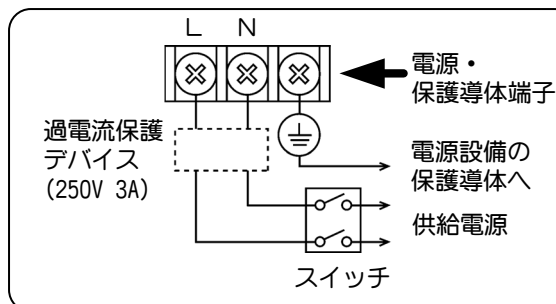 L N
電源・
保護導体端子
過電流保護
デバイス
(250V 3A)
電源設備の
保護導体へ
供給電源
スイッチ